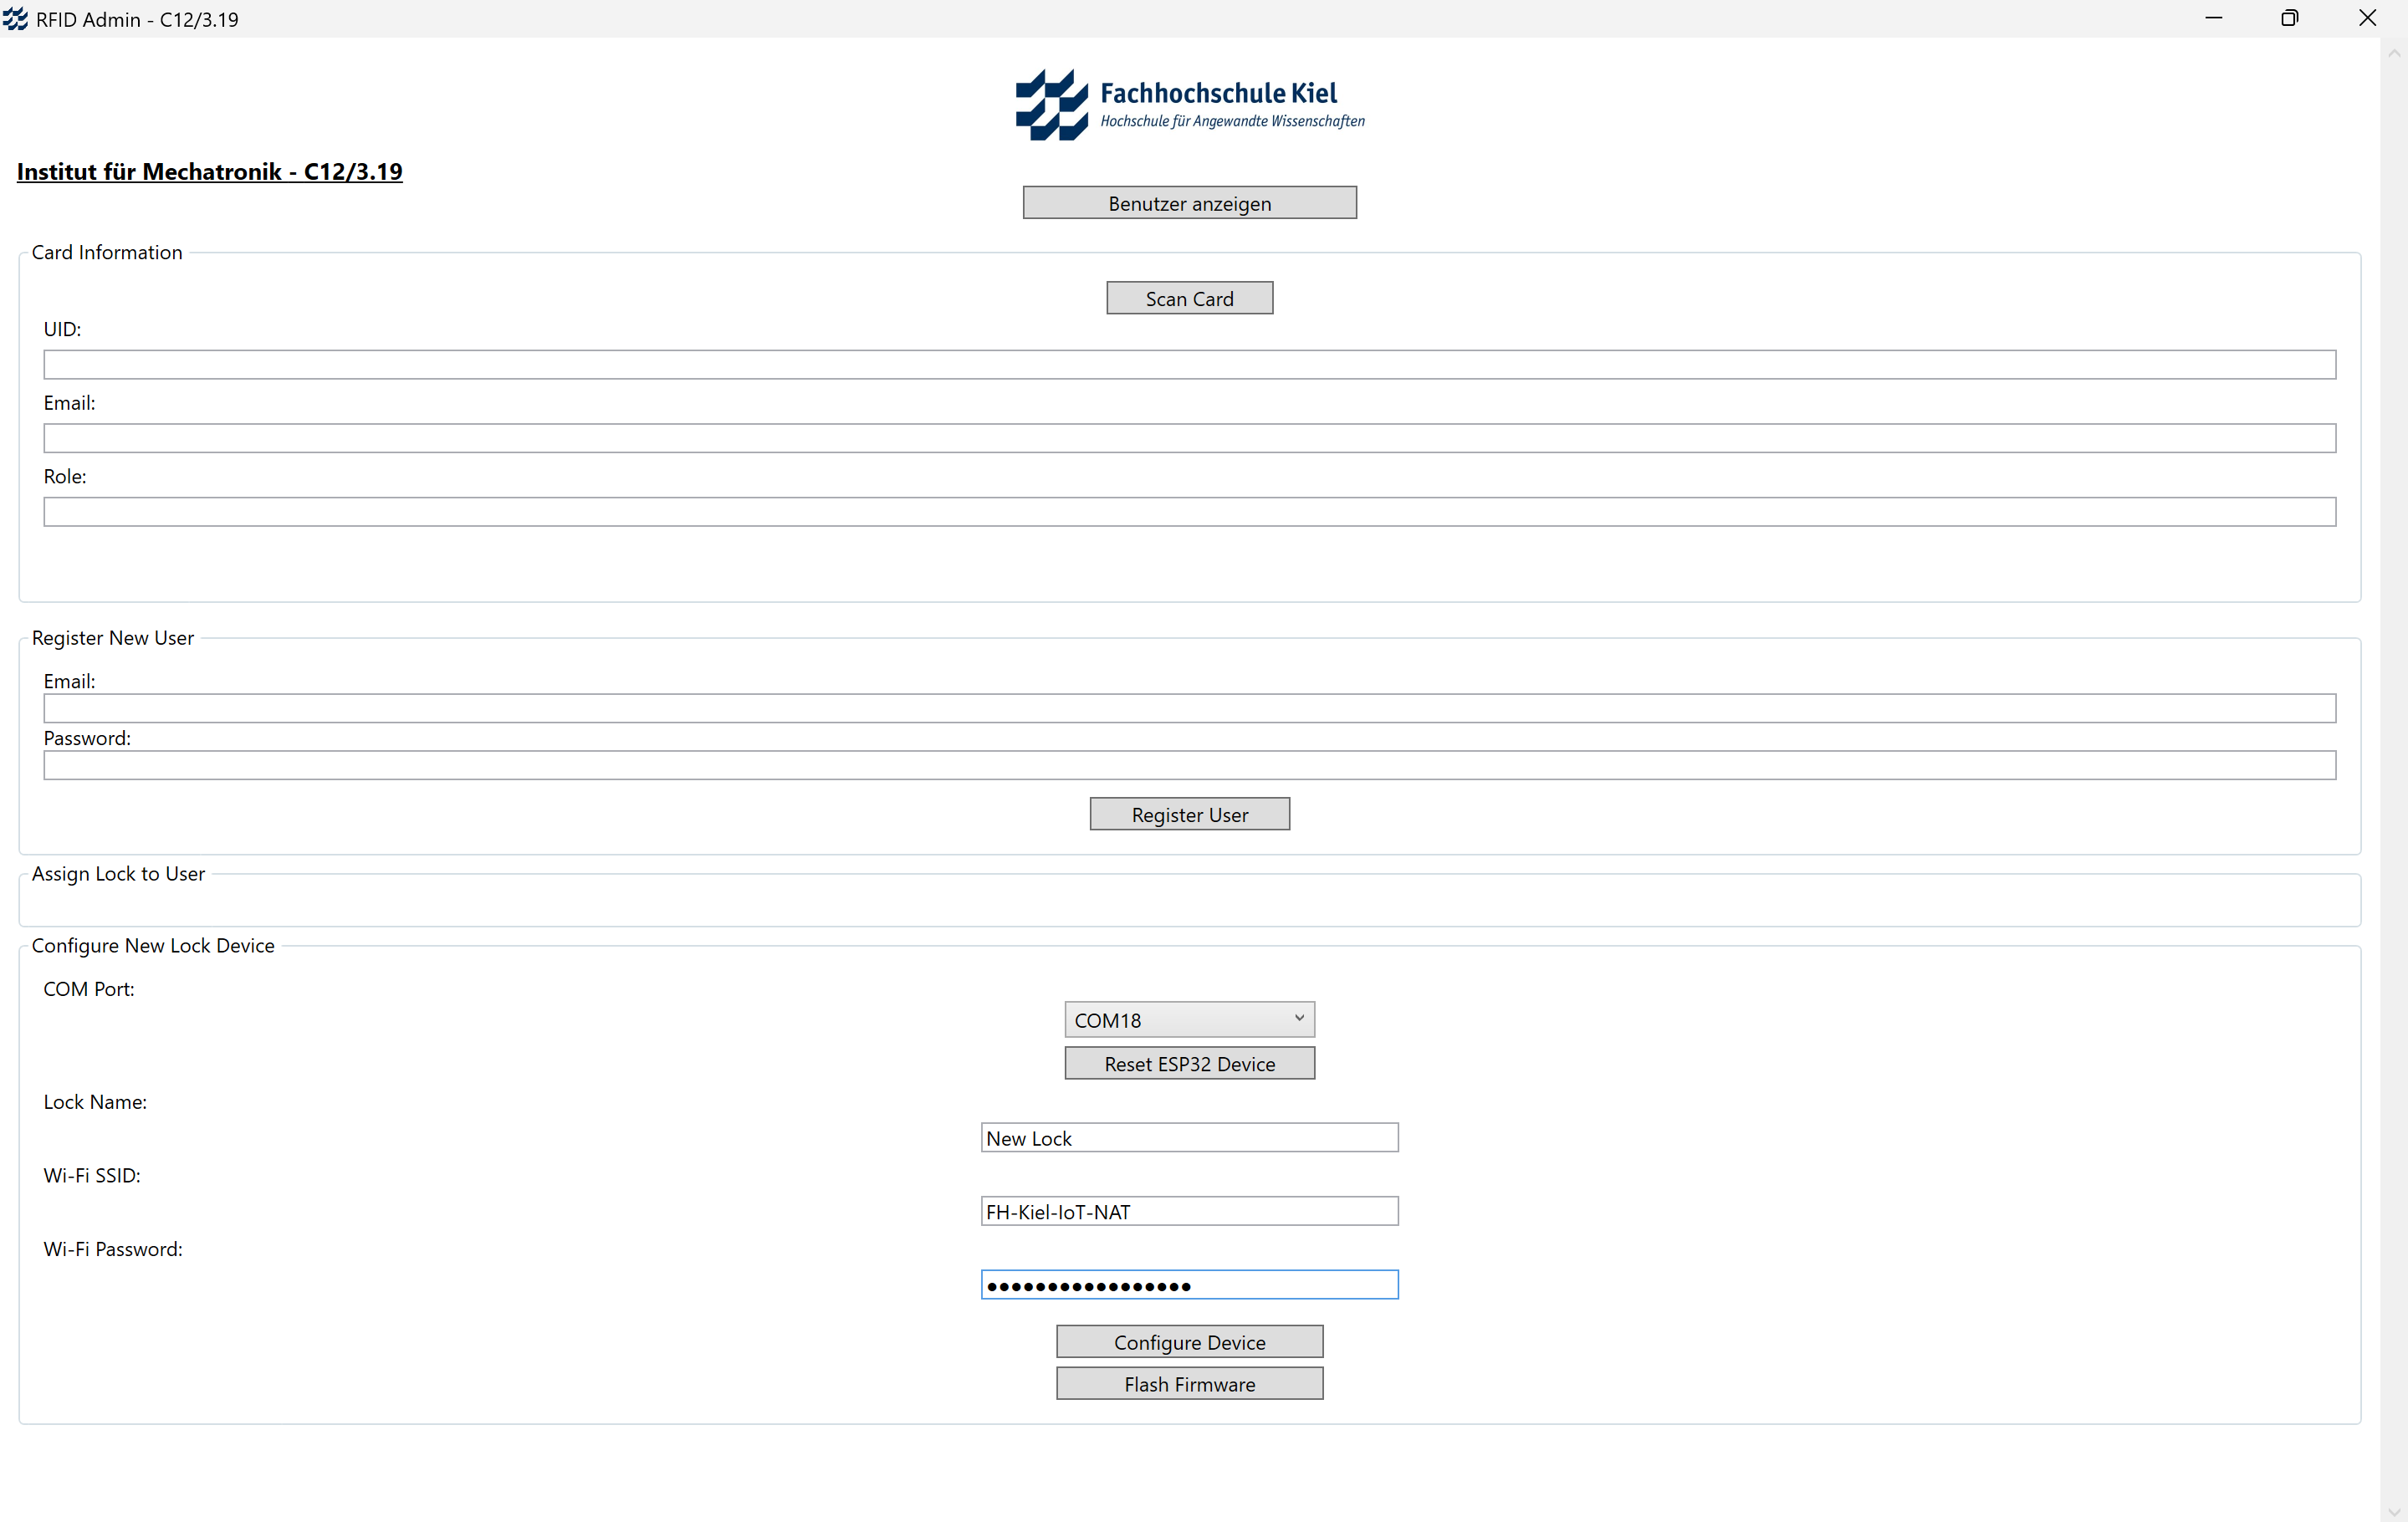 RFID Admin - C12/3.19
Fachhochschule Kiel
Hochschule für Angewandte Wissenschaften
Institut für Mechatronik - C12/3.19
Benutzer anzeigen
Card Information
Scan Card
UID:
Email:
Role:
Register New User
Email:
Password:
Register User
Assign Lock to User
Configure New Lock Device
COM Port:
COM18
Reset ESP32 Device
Lock Name:
New Lock
Wi-Fi SSID:
FH-Kiel-IoT-NAT
Wi-Fi Password:
●●●●●●●●●●●●●●●●●
Configure Device
Flash Firmware